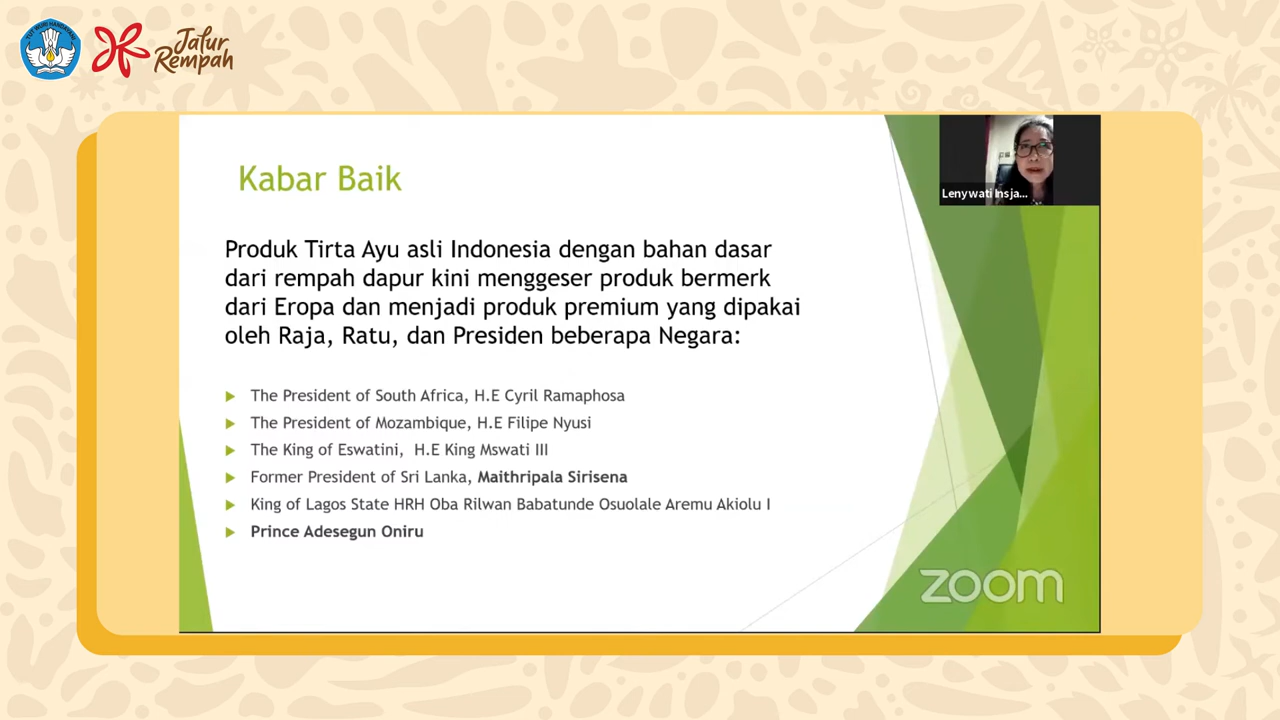 TUT WURI HANDAYANI
Jalur
Rempah
Kabar Baik
Lenywati Insja...
Produk Tirta Ayu asli Indonesia dengan bahan dasar
dari rempah dapur kini menggeser produk bermerk
dari Eropa dan menjadi produk premium yang dipakai
oleh Raja, Ratu, dan Presiden beberapa Negara:
The President of South Africa, H.E Cyril Ramaphosa
The President of Mozambique, H.E Filipe Nyusi
The King of Eswatini, H.E King Mswati III
Former President of Sri Lanka, Maithripala Sirisena
King of Lagos State HRH Oba Rilwan Babatunde Osuolale Aremu Akiolu I
Prince Adesegun Oniru
zoom